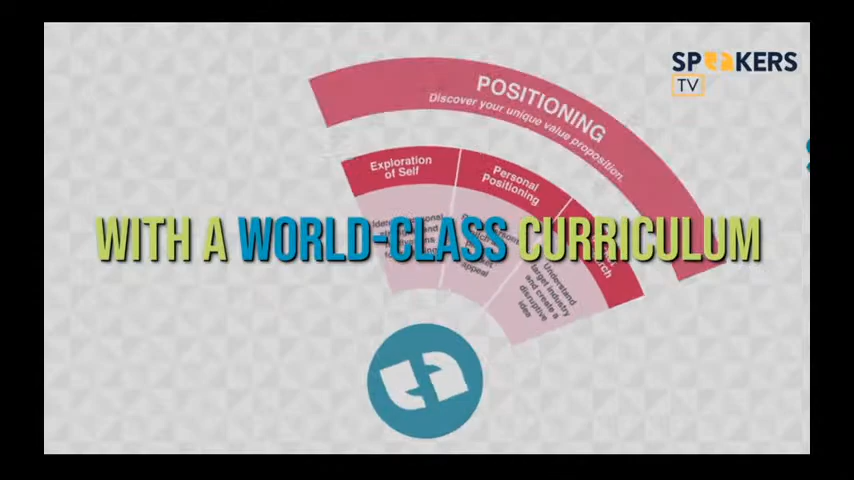 SPEAKERS
TV
POSITIONING
Discover your unique value proposition.
Exploration
of Self
Personal
Positioning
WITH A WORLD-CLASS CURRICULUM
appeal
Understand
target industry
and create a
disruptive
idea